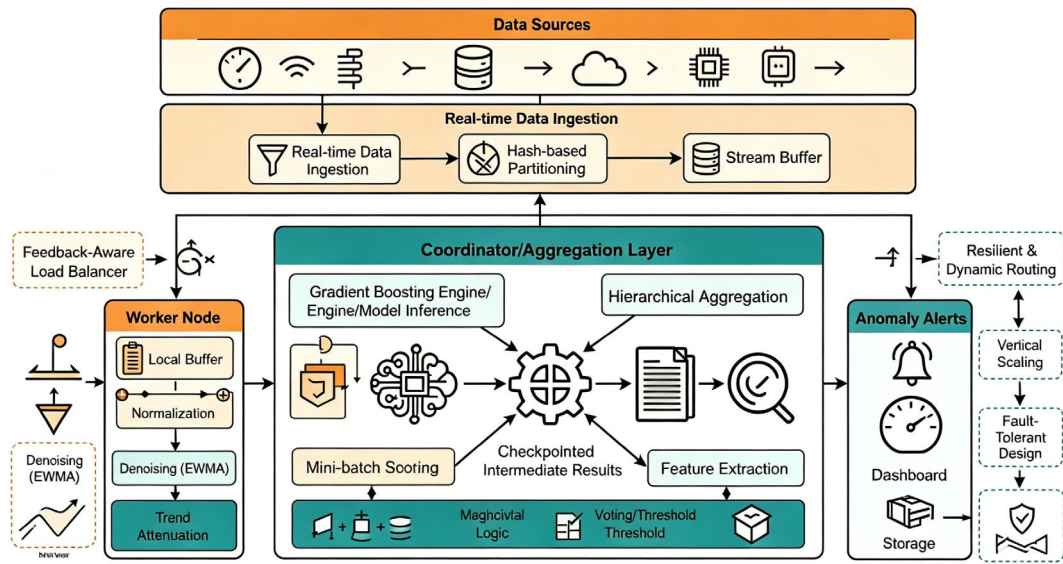 Data Sources
Real-time Data Ingestion
Real-time Data
Ingestion
Hash-based
Partitioning
Stream Buffer
Feedback-Aware
Load Balancer
Coordinator/Aggregation Layer
Resilient &
Dynamic Routing
Gradient Boosting Engine/
Engine/Model Inference
Hierarchical Aggregation
Worker Node
Local Buffer
Normalization
Denoising (EWMA)
Trend
Attenuation
Denoising
(EWMA)
Mini-batch Sooring
Checkpointed
Intermediate Results
Feature Extraction
Maghcivtal
Logic
Voting/Threshold
Threshold
Anomaly Alerts
Dashboard
Storage
Vertical
Scaling
Fault-
Tolerant
Design